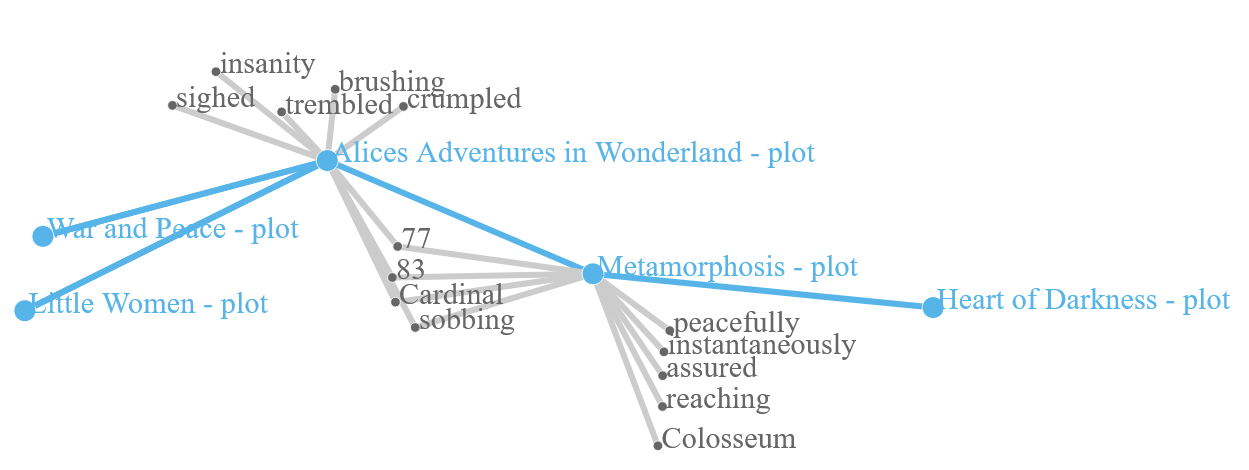 insanity
brushing
sighed
trembled
crumpled
Alices Adventures in Wonderland - plot
War and Peace - plot
77
83
Metamorphosis - plot
Cardinal
Little Women - plot
Heart of Darkness - plot
sobbing
peacefully
instantaneously
assured
reaching
Colosseum